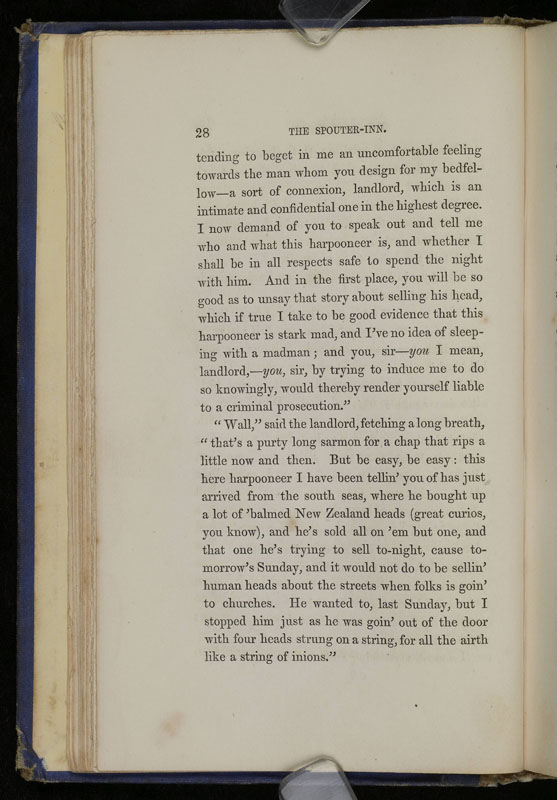 28 THE SPOUTER-INN.
tending to beget in me an uncomfortable feeling
towards the man whom you design for my bedfel-
low—a sort of connexion, landlord, which is an
intimate and confidential one in the highest degree.
I now demand of you to speak out and tell me
who and what this harpooneer is, and whether I
shall be in all respects safe to spend the night
with him. And in the first place, you will be so
good as to unsay that story about selling his head,
which if true I take to be good evidence that this
harpooneer is stark mad, and I've no idea of sleep-
ing with a madman; and you, sir—you I mean,
landlord,—you, sir, by trying to induce me to do
so knowingly, would thereby render yourself liable
to a criminal prosecution."
"Wall," said the landlord, fetching a long breath,
"that's a purty long sarmon for a chap that rips a
little now and then. But be easy, be easy: this
here harpooneer I have been tellin' you of has just
arrived from the south seas, where he bought up
a lot of 'balmed New Zealand heads (great curios,
you know), and he's sold all on 'em but one, and
that one he's trying to sell to-night, cause to-
morrow's Sunday, and it would not do to be sellin'
human heads about the streets when folks is goin'
to churches. He wanted to, last Sunday, but I
stopped him just as he was goin' out of the door
with four heads strung on a string, for all the airth
like a string of inions."